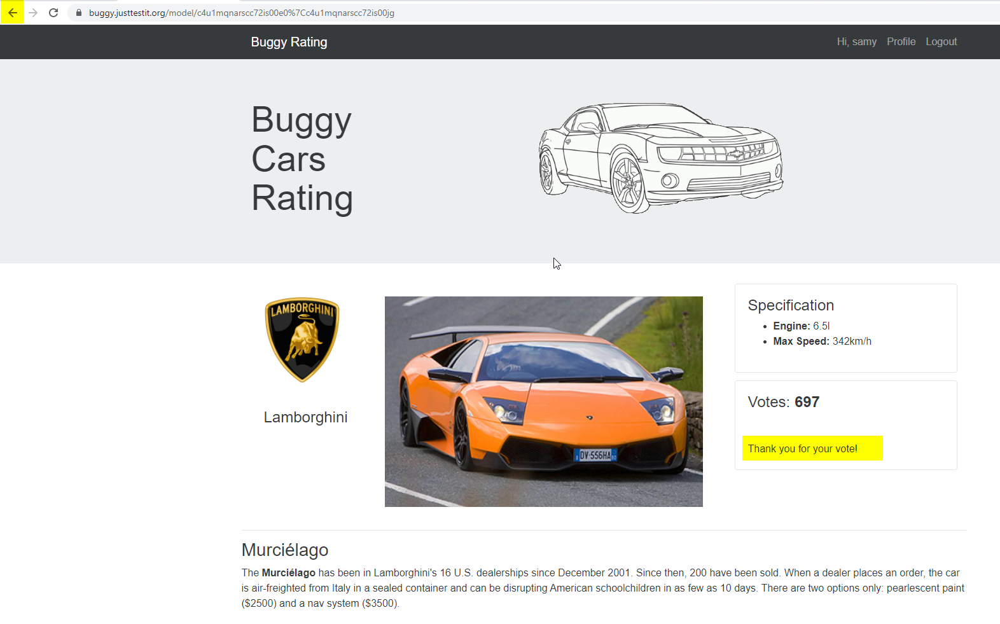 buggy.justtestit.org/model/c4u1mqnarscc72is00e0%7Cc4u1mqnarscc72is00jg
Buggy Rating
Hi, samy Profile Logout
Buggy
Cars
Rating
LAMBORGHINI
Lamborghini
DV-556HA
Specification
• Engine: 6.5l
• Max Speed: 342km/h
Votes: 697
Thank you for your vote!
Murciélago
The Murciélago has been in Lamborghini's 16 U.S. dealerships since December 2001. Since then, 200 have been sold. When a dealer places an order, the car
is air-freighted from Italy in a sealed container and can be disrupting American schoolchildren in as few as 10 days. There are two options only: pearlescent paint
($2500) and a nav system ($3500).